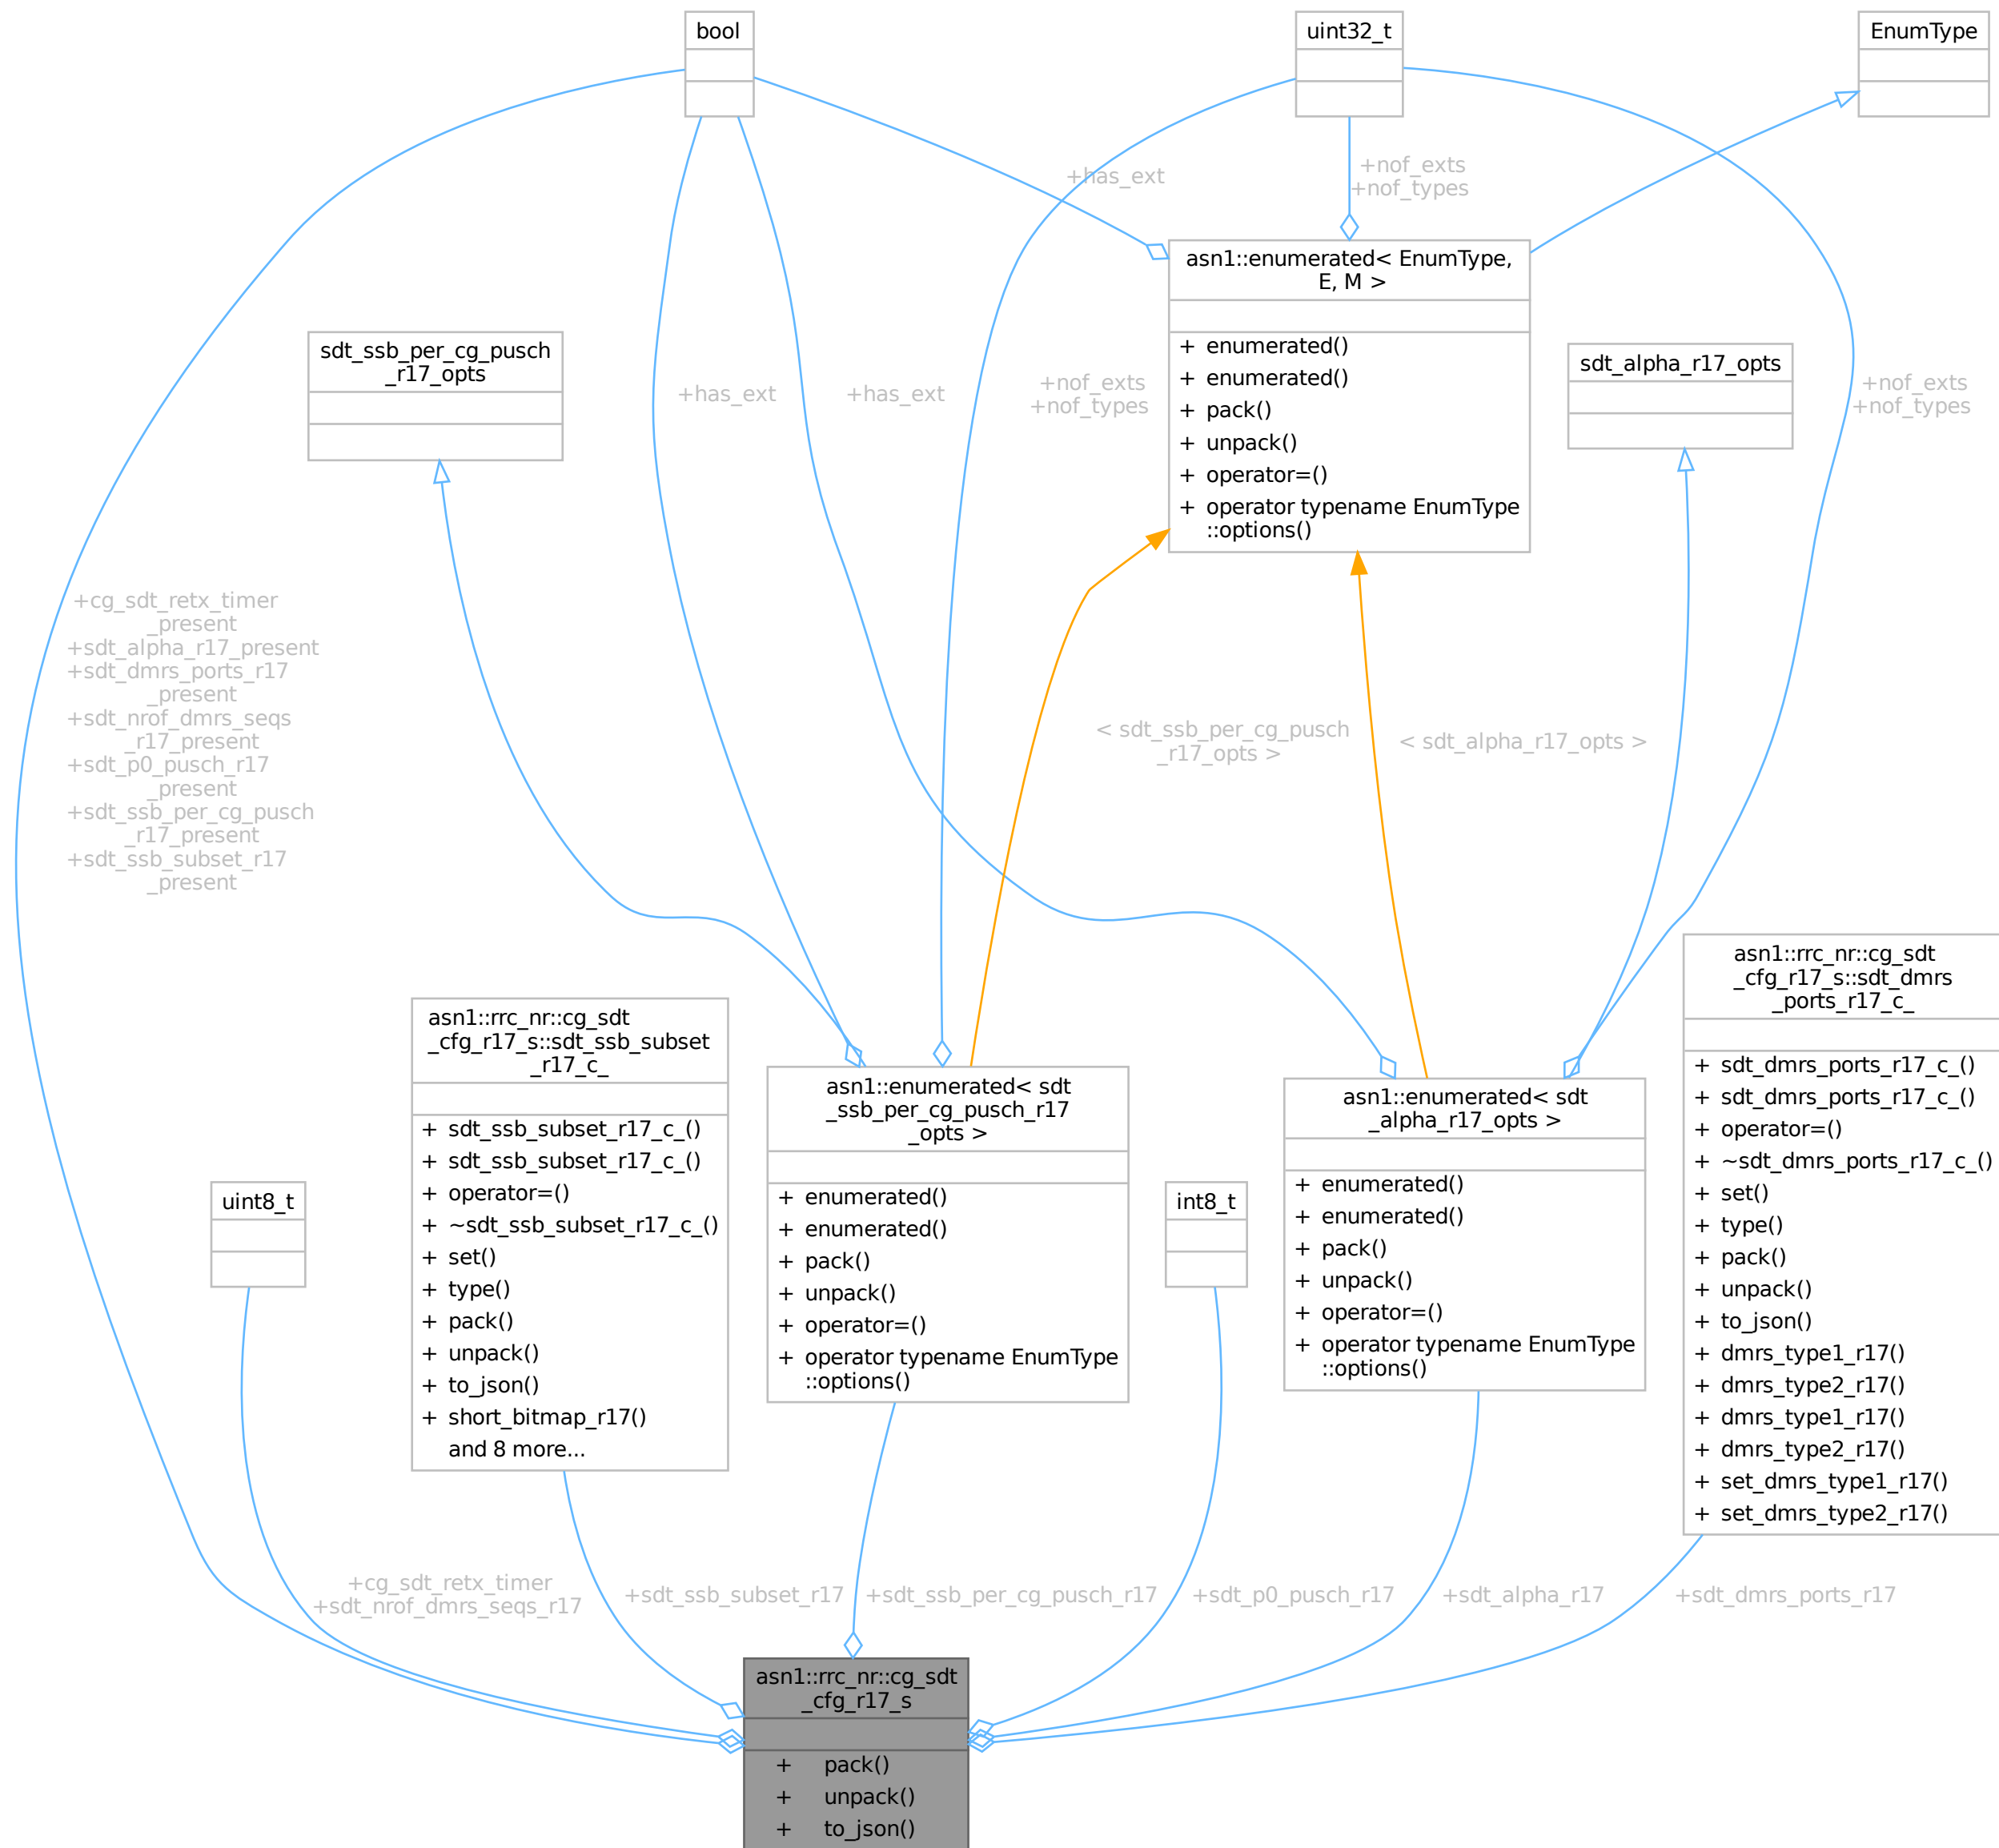 bool
uint32_t
EnumType
+has_ext
+nof_exts
+nof_types
asn1::enumerated< EnumType,
E, M >
+ enumerated()
+ enumerated()
+ pack()
+ unpack()
+ operator=()
+ operator typename EnumType
::options()
sdt_ssb_per_cg_pusch
_r17_opts
sdt_alpha_r17_opts
+has_ext
+has_ext
+nof_exts
+nof_types
+nof_exts
+nof_types
+cg_sdt_retx_timer
_present
+sdt_alpha_r17_present
+sdt_dmrs_ports_r17
_present
+sdt_nrof_dmrs_seqs
_r17_present
+sdt_p0_pusch_r17
_present
+sdt_ssb_per_cg_pusch
_r17_present
+sdt_ssb_subset_r17
_present
< sdt_ssb_per_cg_pusch
_r17_opts >
< sdt_alpha_r17_opts >
uint8_t
asn1::rrc_nr::cg_sdt
_cfg_r17_s::sdt_ssb_subset
_r17_c_
+ sdt_ssb_subset_r17_c_()
+ sdt_ssb_subset_r17_c_()
+ operator=()
+ ~sdt_ssb_subset_r17_c_()
+ set()
+ type()
+ pack()
+ unpack()
+ to_json()
+ short_bitmap_r17()
and 8 more...
asn1::enumerated< sdt
_ssb_per_cg_pusch_r17
_opts >
+ enumerated()
+ enumerated()
+ pack()
+ unpack()
+ operator=()
+ operator typename EnumType
::options()
int8_t
asn1::enumerated< sdt
_alpha_r17_opts >
+ enumerated()
+ enumerated()
+ pack()
+ unpack()
+ operator=()
+ operator typename EnumType
::options()
asn1::rrc_nr::cg_sdt
_cfg_r17_s::sdt_dmrs
_ports_r17_c_
+ sdt_dmrs_ports_r17_c_()
+ sdt_dmrs_ports_r17_c_()
+ operator=()
+ ~sdt_dmrs_ports_r17_c_()
+ set()
+ type()
+ pack()
+ unpack()
+ to_json()
+ dmrs_type1_r17()
+ dmrs_type2_r17()
+ dmrs_type1_r17()
+ dmrs_type2_r17()
+ set_dmrs_type1_r17()
+ set_dmrs_type2_r17()
+cg_sdt_retx_timer
+sdt_nrof_dmrs_seqs_r17
+sdt_ssb_subset_r17
+sdt_ssb_per_cg_pusch_r17
+sdt_p0_pusch_r17
+sdt_alpha_r17
+sdt_dmrs_ports_r17
asn1::rrc_nr::cg_sdt
_cfg_r17_s
+ pack()
+ unpack()
+ to_json()